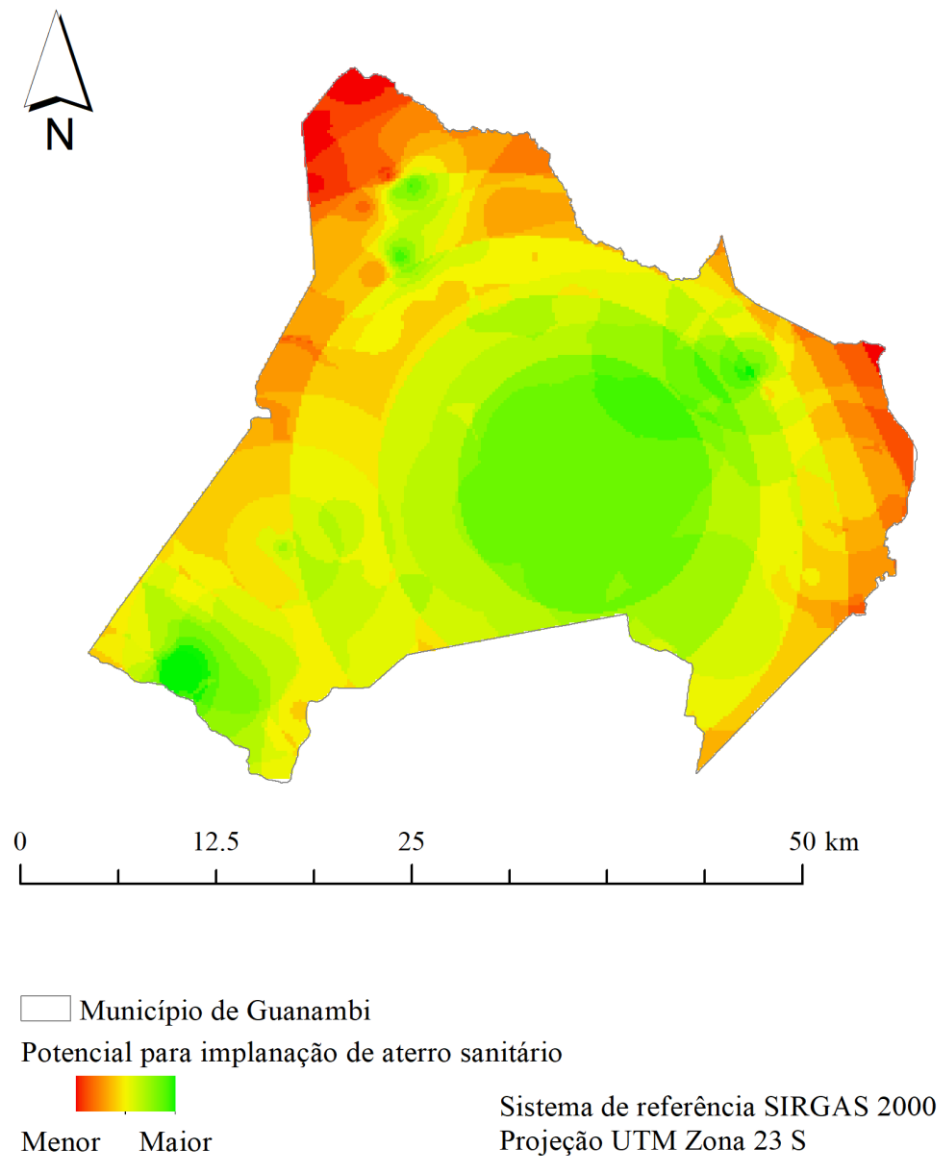 N
0 12.5 25 50 km
Município de Guanambi
Potencial para implanação de aterro sanitário
Menor Maior
Sistema de referência SIRGAS 2000
Projeção UTM Zona 23 S